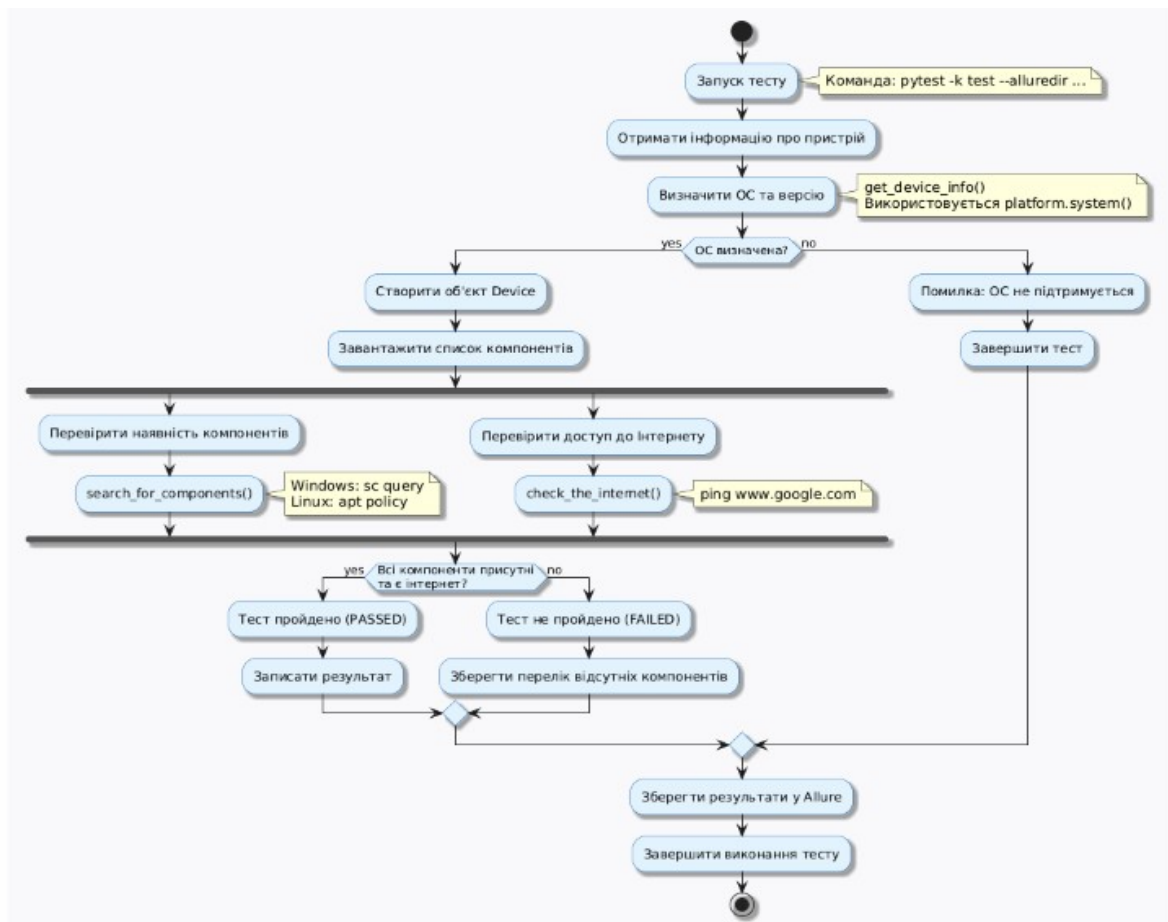 Запуск тесту
Команда: pytest -k test --alluredir ...
Отримати інформацію про пристрій
Визначити ОС та версію
get_device_info()
Використовується platform.system()
yes
ОС визначена?
no
Створити об'єкт Device
Помилка: ОС не підтримується
Завантажити список компонентів
Завершити тест
Перевірити наявність компонентів
Перевірити доступ до Інтернету
search_for_components()
Windows: sc query
Linux: apt policy
check_the_internet()
ping www.google.com
yes
Всі компоненти присутні
та є інтернет?
no
Тест пройдено (PASSED)
Тест не пройдено (FAILED)
Записати результат
Зберегти перелік відсутніх компонентів
Зберегти результати у Allure
Завершити виконання тесту